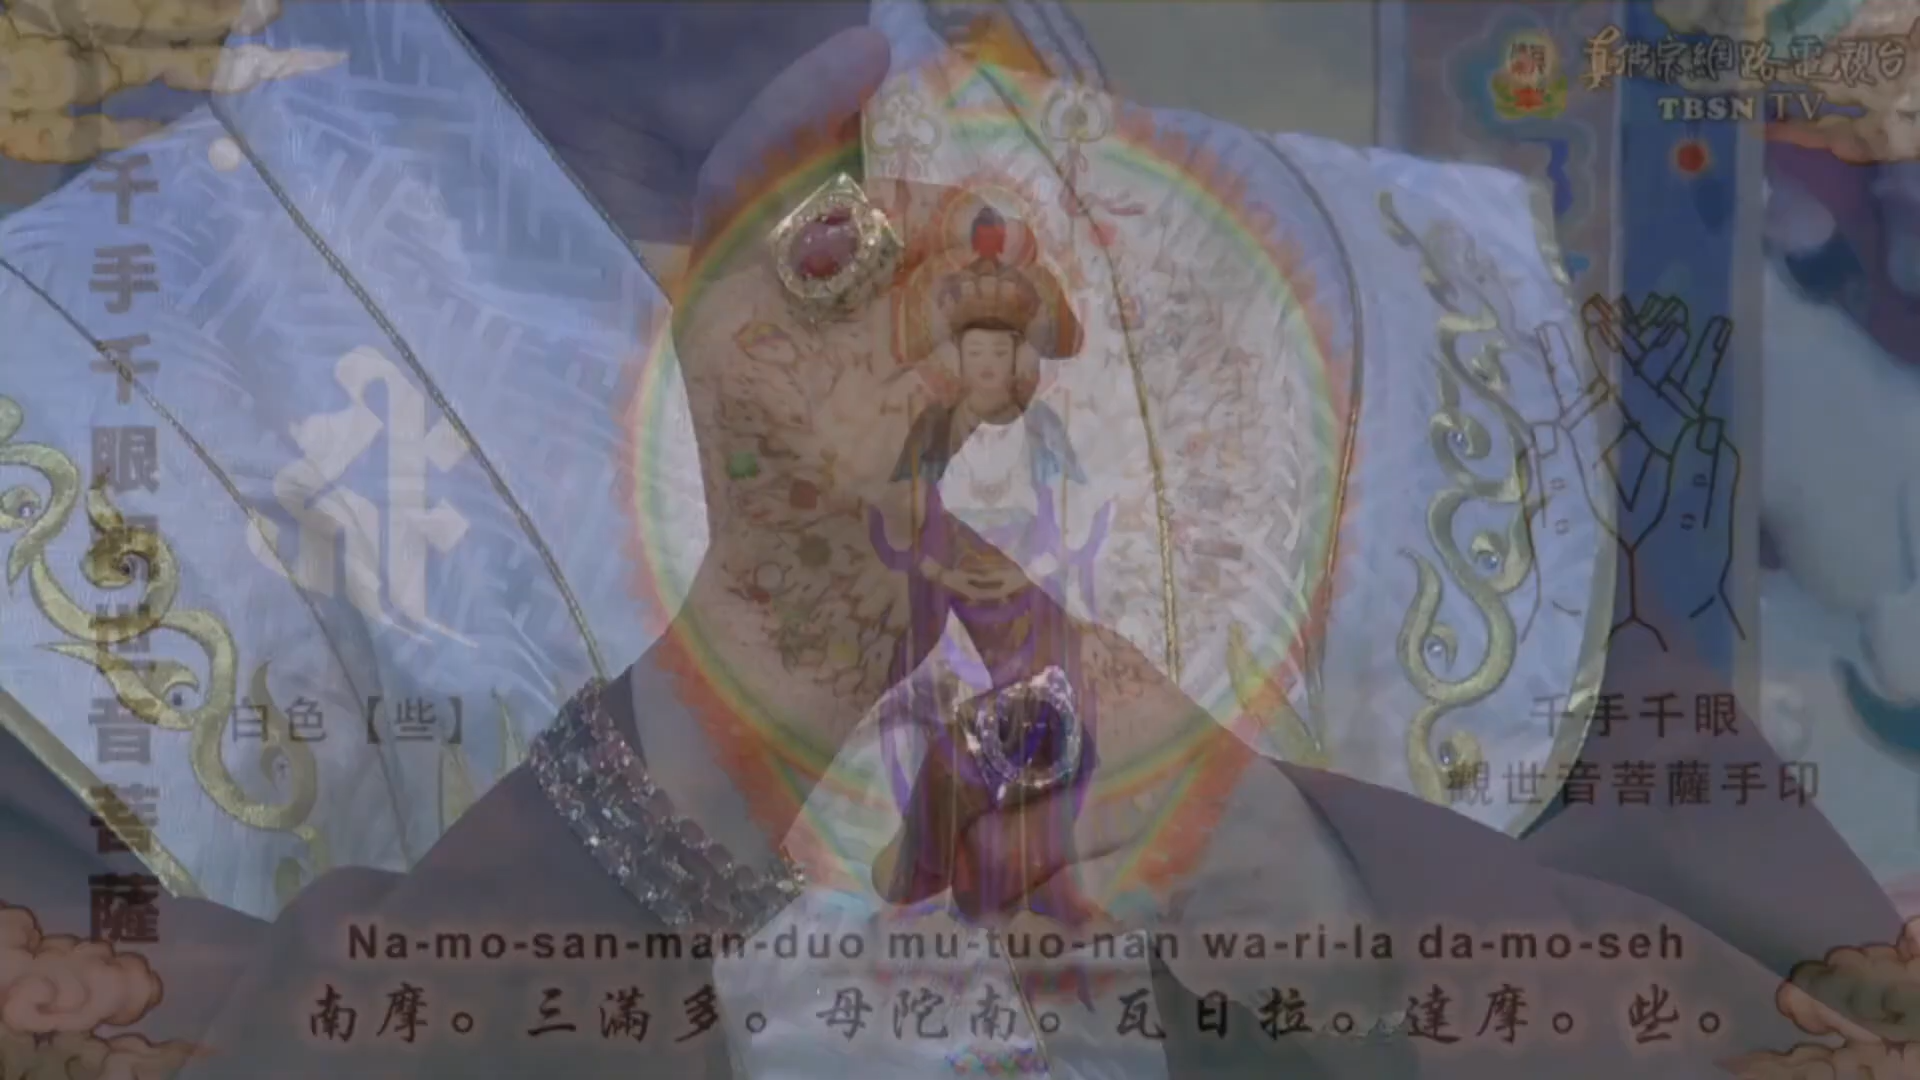 真佛宗網路電視台
TBSN TV
千手千眼觀世音菩薩
白色【些】
千手千眼
觀世音菩薩手印
Na-mo-san-man-duo mu-tuo-nan wa-ri-la da-mo-seh
南摩。三滿多。母陀南。瓦日拉。達摩。些。